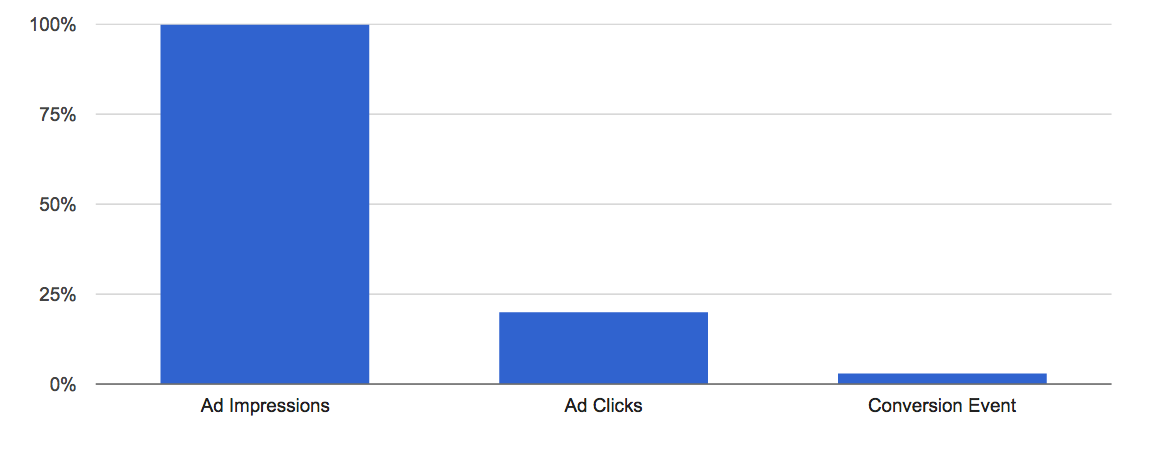 100%
75%
50%
25%
0%
Ad Impressions
Ad Clicks
Conversion Event